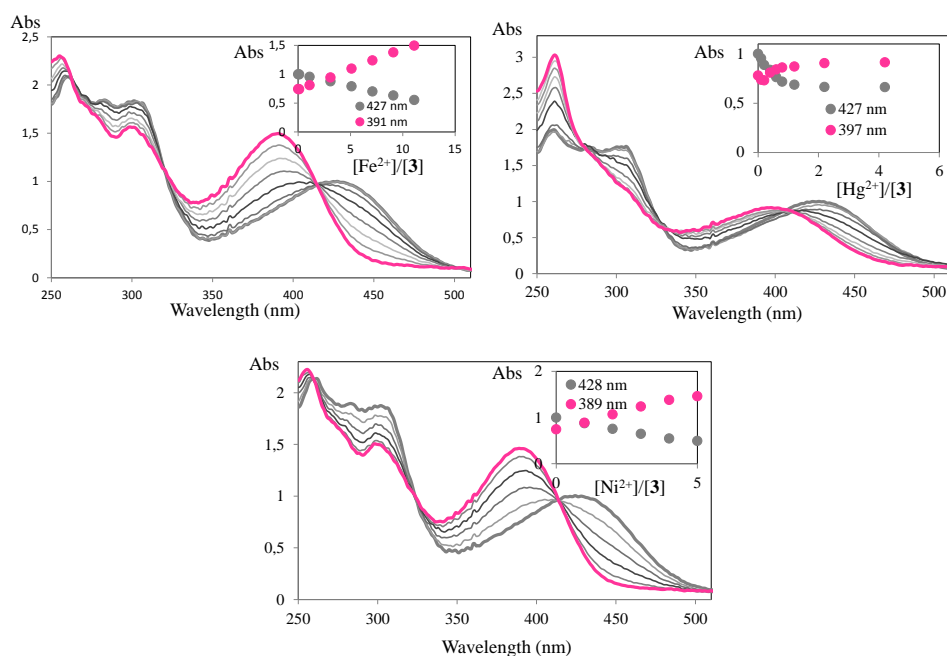 Abs
2,5
2
1,5
1
0,5
0
250 300 350 400 450 500
Wavelength (nm)
Abs
1,5
1
0,5
0
0 5 10 15
427 nm
391 nm
[Fe²⁺]/[3]
Abs
3,5
3
2,5
2
1,5
1
0,5
0
250 300 350 400 450 500
Wavelength (nm)
Abs
1
0,5
0
0 2 4 6
427 nm
397 nm
[Hg²⁺]/[3]
Abs
2
1,5
1
0,5
0
250 300 350 400 450 500
Wavelength (nm)
Abs
2
1
0
0 5
428 nm
389 nm
[Ni²⁺]/[3]